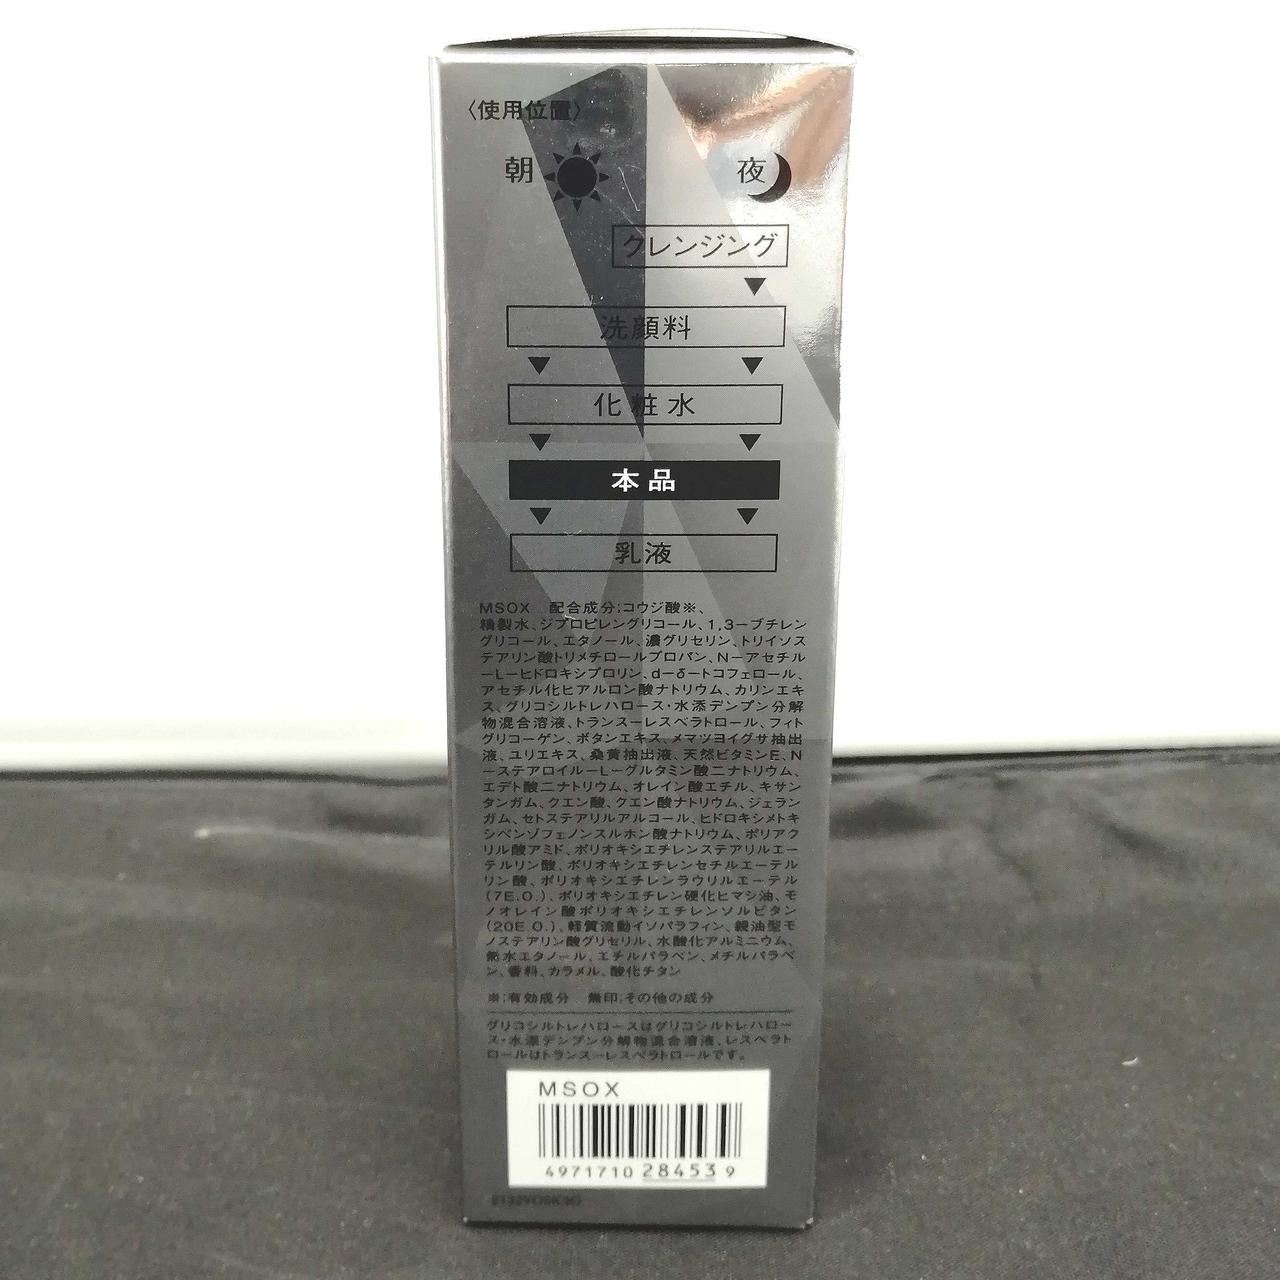 〈使用位置〉
朝 夜
クレンジング
洗顔料
化粧水
本品
乳液
MSOX 配合成分:コウジ酸※、
精製水、ジプロピレングリコール、1,3ーブチレン
グリコール、エタノール、濃グリセリン、トリイソス
テアリン酸トリメチロールプロパン、Nーアセチル
ーLーヒドロキシプロリン、dーδートコフェロール、
アセチル化ヒアルロン酸ナトリウム、カリンエキ
ス、グリコシルトレハロース・水添デンプン分解
物混合溶液、トランスーレスベラトロール、フィト
グリコーゲン、ボタンエキス、メマツヨイグサ抽出
液、ユリエキス、桑黄抽出液、天然ビタミンE、N
ーステアロイルーLーグルタミン酸二ナトリウム、
エデト酸二ナトリウム、オレイン酸エチル、キサン
タンガム、クエン酸、クエン酸ナトリウム、ジェラン
ガム、セトステアリルアルコール、ヒドロキシメトキ
シベンゾフェノンスルホン酸ナトリウム、ポリアク
リル酸アミド、ポリオキシエチレンステアリルエー
テルリン酸、ポリオキシエチレンセチルエーテル
リン酸、ポリオキシエチレンラウリルエーテル
(7E.O.)、ポリオキシエチレン硬化ヒマシ油、モ
ノオレイン酸ポリオキシエチレンソルビタン
(20E.O.)、軽質流動イソパラフィン、親油型モ
ノステアリン酸グリセリル、水酸化アルミニウム、
無水エタノール、エチルパラベン、メチルパラベ
ン、香料、カラメル、酸化チタン
※:有効成分 無印:その他の成分
グリコシルトレハロースはグリコシルトレハロー
ス・水添デンプン分解物混合溶液、レスベラト
ロールはトランスーレスベラトロールです。
MSOX
4971710 284539